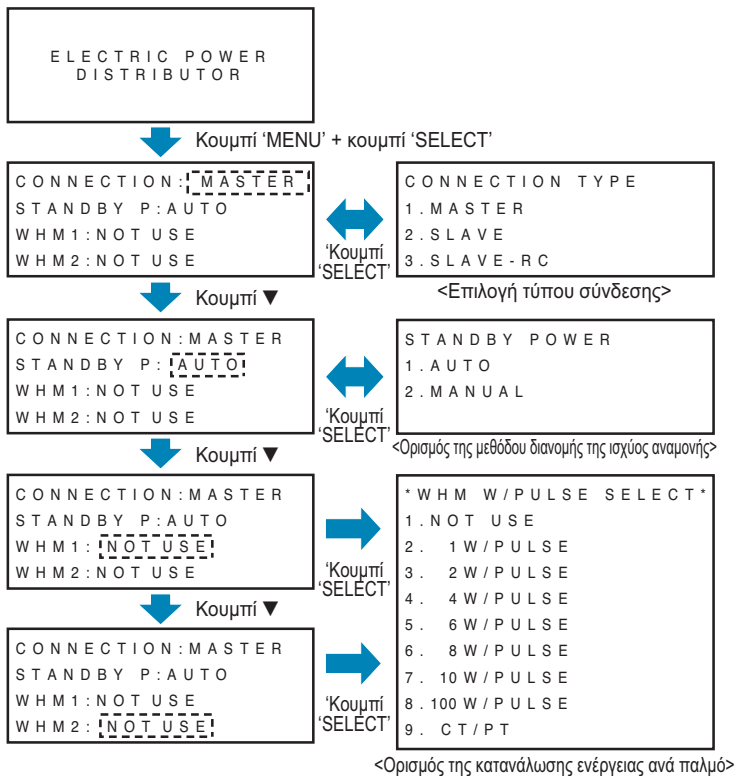 ELECTRIC POWER
DISTRIBUTOR
Κουμπί ‘MENU’ + κουμπί ‘SELECT’
CONNECTION:MASTER
STANDBY P:AUTO
WHM1:NOT USE
WHM2:NOT USE
‘Κουμπί
‘SELECT’
CONNECTION TYPE
1.MASTER
2.SLAVE
3.SLAVE-RC
<Επιλογή τύπου σύνδεσης>
Κουμπί ▼
CONNECTION:MASTER
STANDBY P:AUTO
WHM1:NOT USE
WHM2:NOT USE
‘Κουμπί
‘SELECT’
STANDBY POWER
1.AUTO
2.MANUAL
<Ορισμός της μεθόδου διανομής της ισχύος αναμονής>
Κουμπί ▼
CONNECTION:MASTER
STANDBY P:AUTO
WHM1:NOT USE
WHM2:NOT USE
‘Κουμπί
‘SELECT’
Κουμπί ▼
CONNECTION:MASTER
STANDBY P:AUTO
WHM1:NOT USE
WHM2:NOT USE
‘Κουμπί
‘SELECT’
*WHM W/PULSE SELECT*
1.NOT USE
2. 1W/PULSE
3. 2W/PULSE
4. 4W/PULSE
5. 6W/PULSE
6. 8W/PULSE
7. 10W/PULSE
8.100W/PULSE
9. CT/PT
<Ορισμός της κατανάλωσης ενέργειας ανά παλμό>